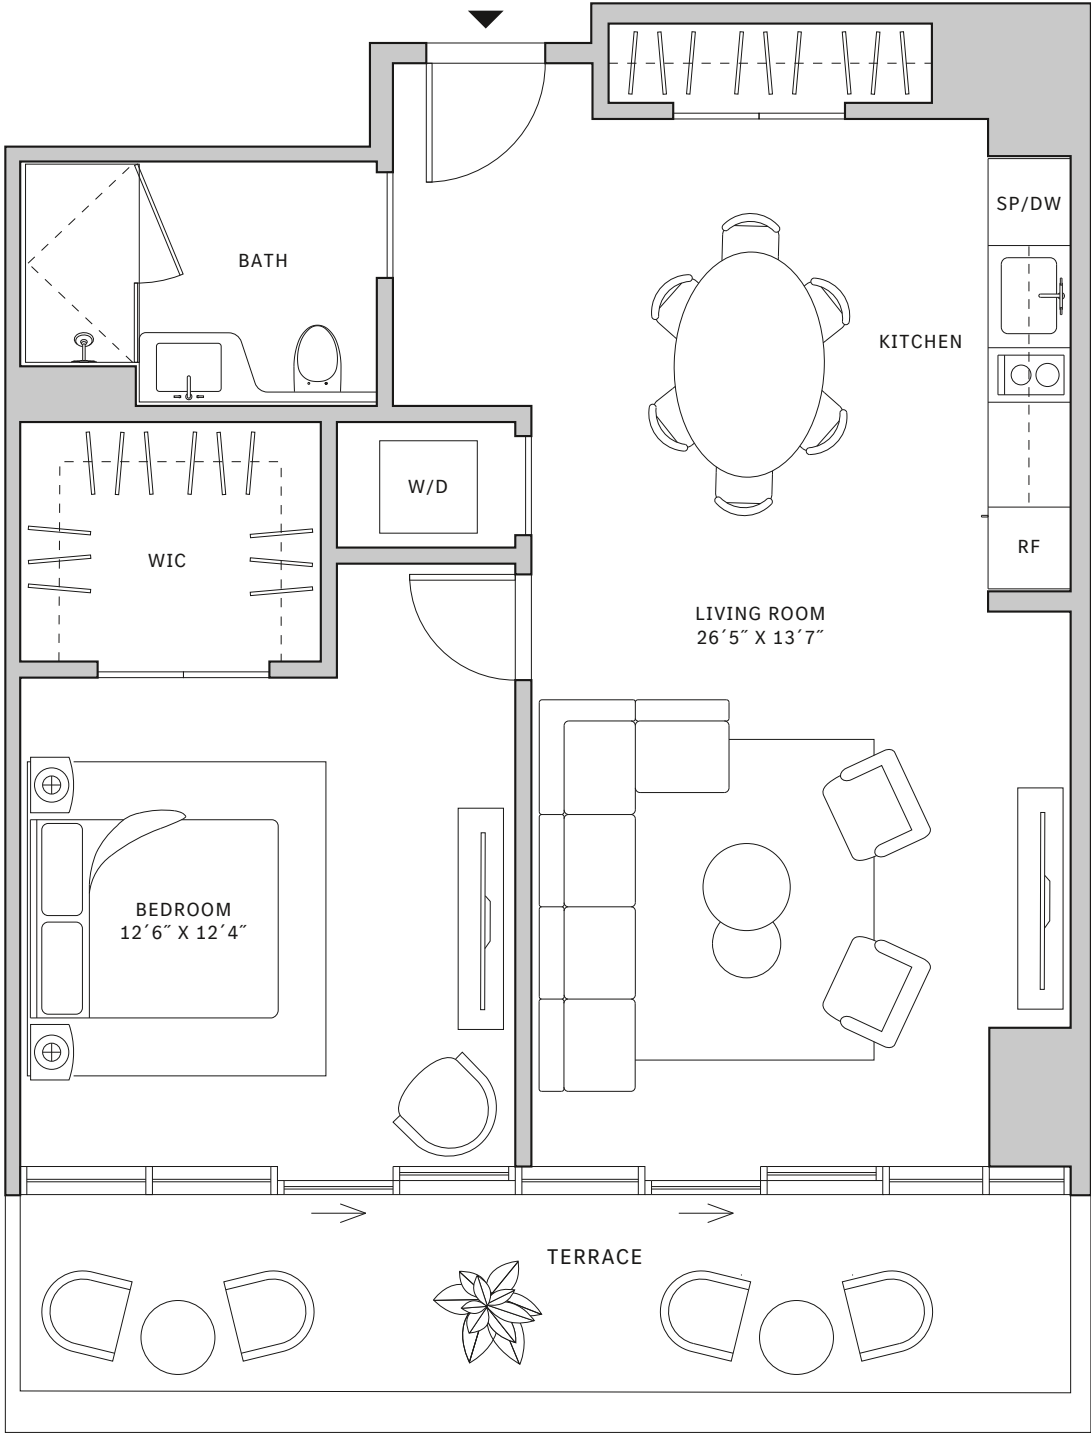 SP/DW
BATH
KITCHEN
W/D
WIC
RF
LIVING ROOM
26´5˝ X 13´7˝
BEDROOM
12´6˝ X 12´4˝
TERRACE